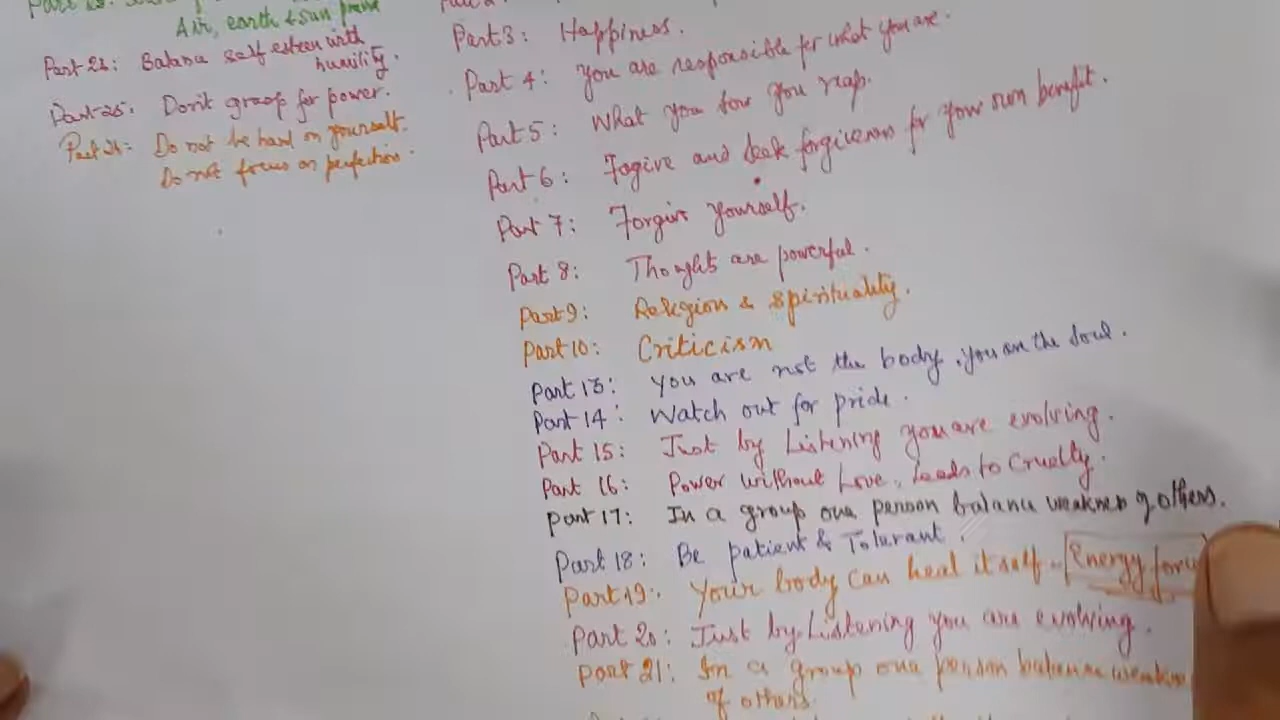 Air, earth & sun
Part 24: Balance self esteem with
humility.
Part 25: Don't grasp for power.
Part 26: Do not be hard on yourself.
Do not focus on perfection.
Part 3: Happiness.
Part 4: You are responsible for what you are.
Part 5: What you sow you reap.
Part 6: Fogive and seek forgiveness for your own benefit.
Part 7: Forgive yourself.
Part 8: Thoughts are powerful.
Part 9: Religion & spirituality.
Part 10: Criticism
Part 13: You are not the body, you are the soul.
Part 14: Watch out for pride.
Part 15: Just by Listening you are evolving.
Part 16: Power without Love, Leads to Cruelty.
Part 17: In a group one person balance weakness of others.
Part 18: Be patient & Tolerant.
Part 19: Your body can heal itself - Energy
Part 20: Just by Listening you are evolving.
Part 21: In a group one person balance
of others.